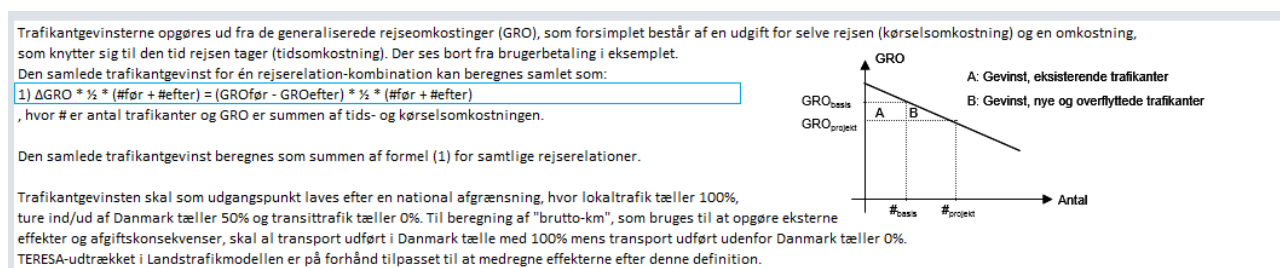 Trafikantgevinsterne opgøres ud fra de generaliserede rejseomkostinger (GRO), som forsimplet består af en udgift for selve rejsen (kørselsomkostning) og en omkostning,
som knytter sig til den tid rejsen tager (tidsomkostning). Der ses bort fra brugerbetaling i eksemplet.
Den samlede trafikantgevinst for én rejserelation-kombination kan beregnes samlet som:
1) ΔGRO * ½ * (#før + #efter) = (GROfør - GROefter) * ½ * (#før + #efter)
, hvor # er antal trafikanter og GRO er summen af tids- og kørselsomkostningen.
Den samlede trafikantgevinst beregnes som summen af formel (1) for samtlige rejserelationer.
Trafikantgevinsten skal som udgangspunkt laves efter en national afgrænsning, hvor lokaltrafik tæller 100%,
ture ind/ud af Danmark tæller 50% og transittrafik tæller 0%. Til beregning af "brutto-km", som bruges til at opgøre eksterne
effekter og afgiftskonsekvenser, skal al transport udført i Danmark tælle med 100% mens transport udført udenfor Danmark tæller 0%.
TERESA-udtrækket i Landstrafikmodellen er på forhånd tilpasset til at medregne effekterne efter denne definition.
GRO
A: Gevinst, eksisterende trafikanter
B: Gevinst, nye og overflyttede trafikanter
GRO basis
A B
GRO projekt
Antal
# basis # projekt